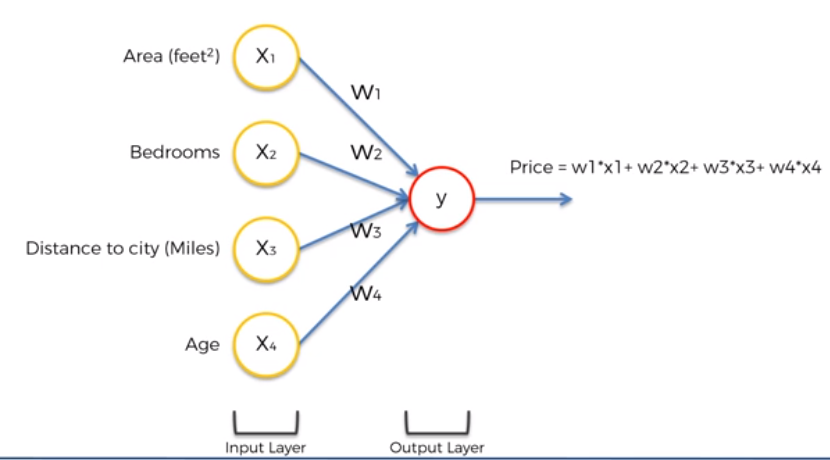 Area (feet²)
X1
W1
Bedrooms
X2
W2
Price = w1*x1+ w2*x2+ w3*x3+ w4*x4
y
Distance to city (Miles)
X3
W3
W4
Age
X4
Input Layer
Output Layer